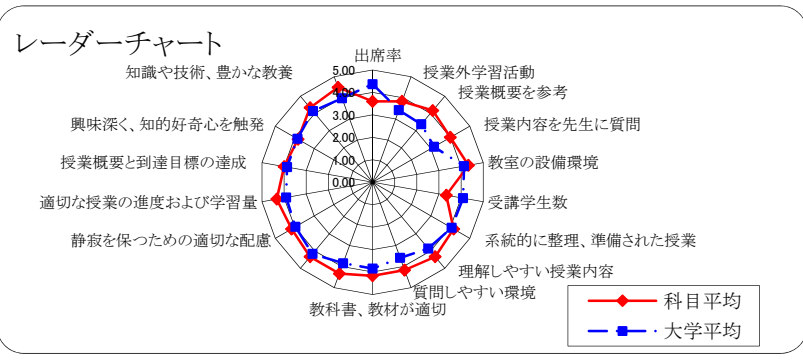 レーダーチャート
出席率
授業外学習活動
授業概要を参考
授業内容を先生に質問
教室の設備環境
受講学生数
系統的に整理、準備された授業
理解しやすい授業内容
質問しやすい環境
教科書、教材が適切
静寂を保つための適切な配慮
適切な授業の進度および学習量
授業概要と到達目標の達成
興味深く、知的好奇心を触発
知識や技術、豊かな教養
5.00
4.00
3.00
2.00
1.00
0.00
科目平均
大学平均